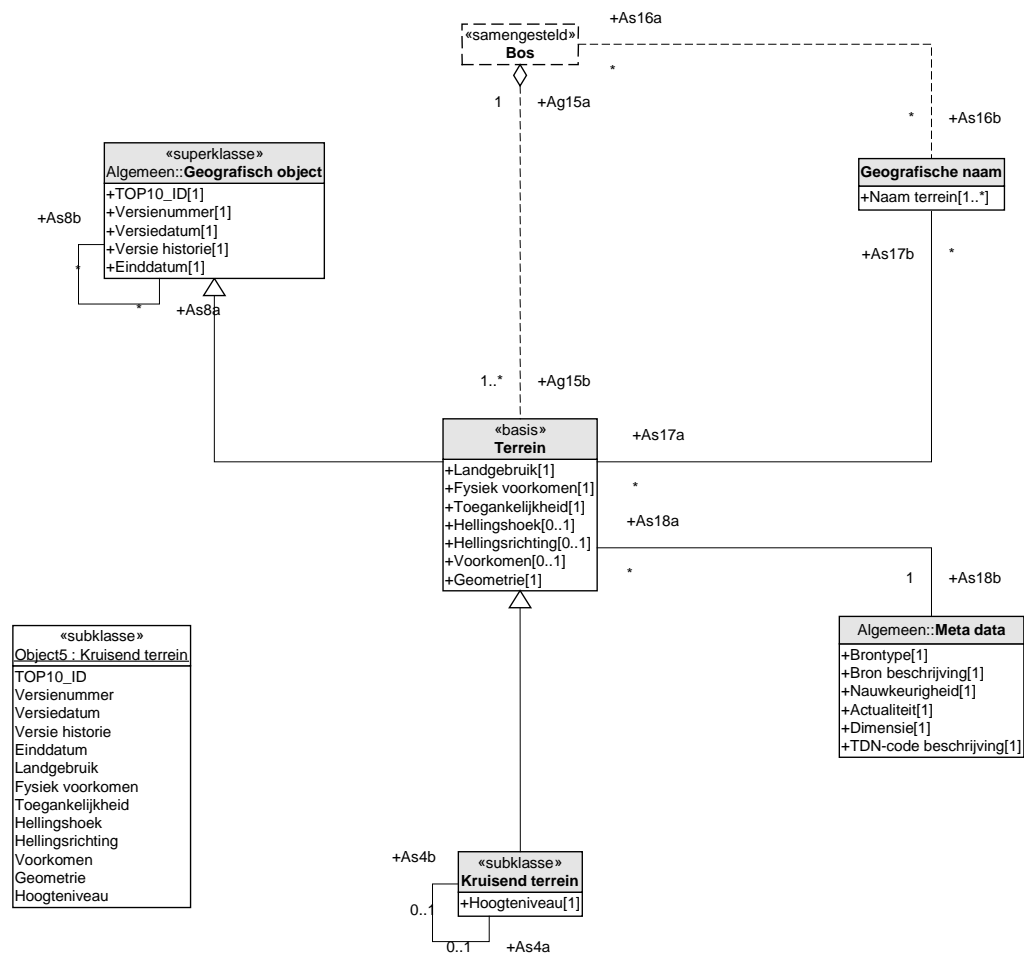 +As16a
«samengesteld»
Bos
*
1
+Ag15a
*
+As16b
«superklasse»
Algemeen::Geografisch object
+TOP10_ID[1]
+Versienummer[1]
+Versiedatum[1]
+Versie historie[1]
+Einddatum[1]
+As8b
*
*
+As8a
Geografische naam
+Naam terrein[1..*]
+As17b
*
1..*
+Ag15b
«basis»
Terrein
+Landgebruik[1]
+Fysiek voorkomen[1]
+Toegankelijkheid[1]
+Hellingshoek[0..1]
+Hellingsrichting[0..1]
+Voorkomen[0..1]
+Geometrie[1]
+As17a
*
+As18a
*
1
+As18b
Algemeen::Meta data
+Brontype[1]
+Bron beschrijving[1]
+Nauwkeurigheid[1]
+Actualiteit[1]
+Dimensie[1]
+TDN-code beschrijving[1]
«subklasse»
Object5 : Kruisend terrein
TOP10_ID
Versienummer
Versiedatum
Versie historie
Einddatum
Landgebruik
Fysiek voorkomen
Toegankelijkheid
Hellingshoek
Hellingsrichting
Voorkomen
Geometrie
Hoogteniveau
+As4b
«subklasse»
Kruisend terrein
+Hoogteniveau[1]
0..1
0..1
+As4a